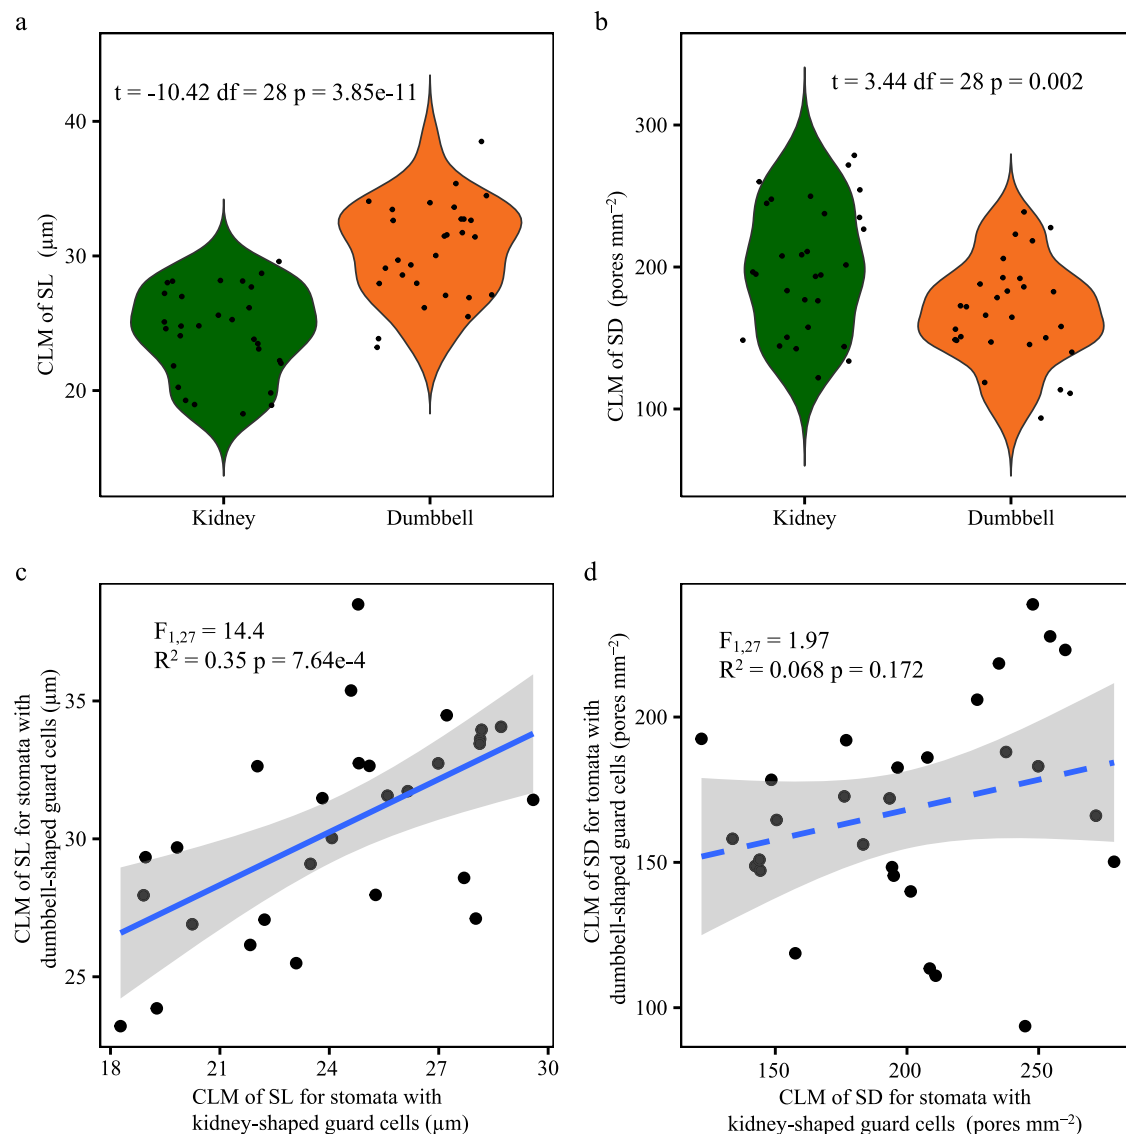 a
t = -10.42 df = 28 p = 3.85e-11
CLM of SL (µm)
40
30
20
Kidney
Dumbbell
b
t = 3.44 df = 28 p = 0.002
CLM of SD (pores mm⁻²)
300
200
100
Kidney
Dumbbell
c
F1,27 = 14.4
R² = 0.35 p = 7.64e-4
CLM of SL for stomata with
dumbbell-shaped guard cells (µm)
35
30
25
18
21
24
27
30
CLM of SL for stomata with
kidney-shaped guard cells (µm)
d
F1,27 = 1.97
R² = 0.068 p = 0.172
CLM of SD for tomata with
dumbbell-shaped guard cells (pores mm⁻²)
200
150
100
150
200
250
CLM of SD for stomata with
kidney-shaped guard cells (pores mm⁻²)